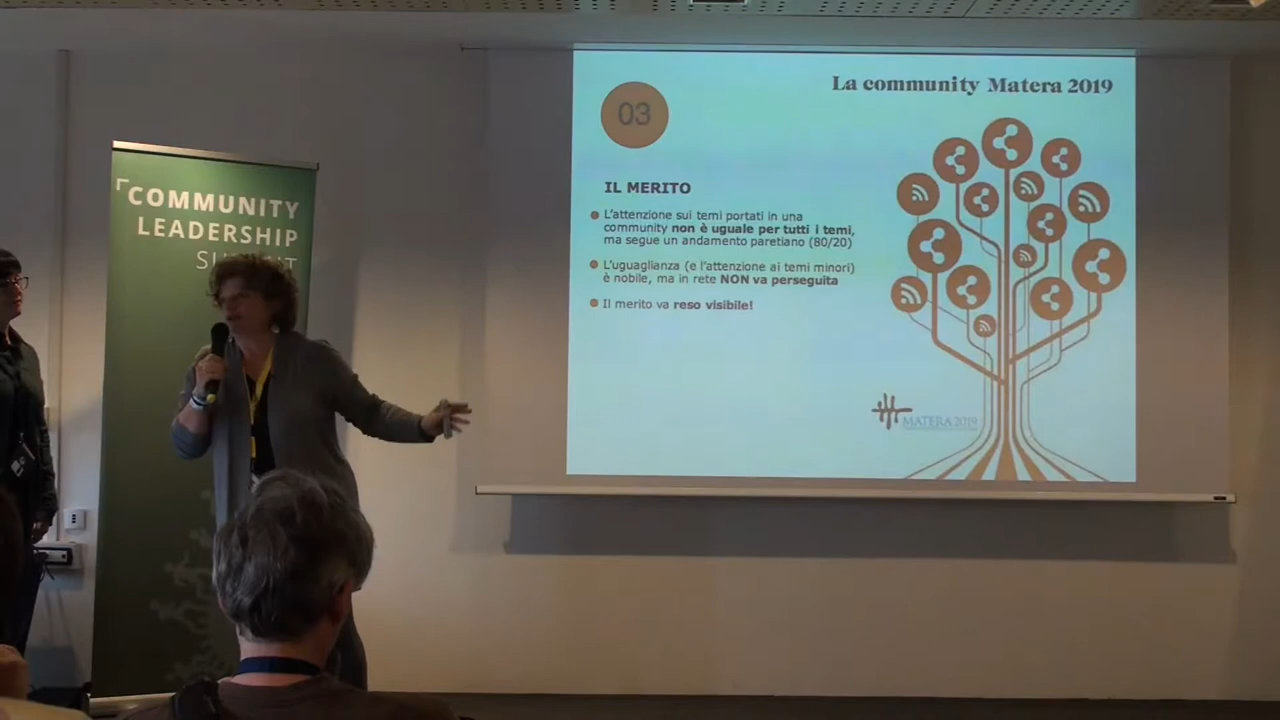 COMMUNITY
LEADERSHIP
La community Matera 2019
03
IL MERITO
L'attenzione sui temi portati in una
community non è uguale per tutti i temi,
ma segue un andamento paretiano (80/20)
L'uguaglianza (e l'attenzione ai temi minori)
è nobile, ma in rete NON va perseguita
Il merito va reso visibile!
MATERA 2019